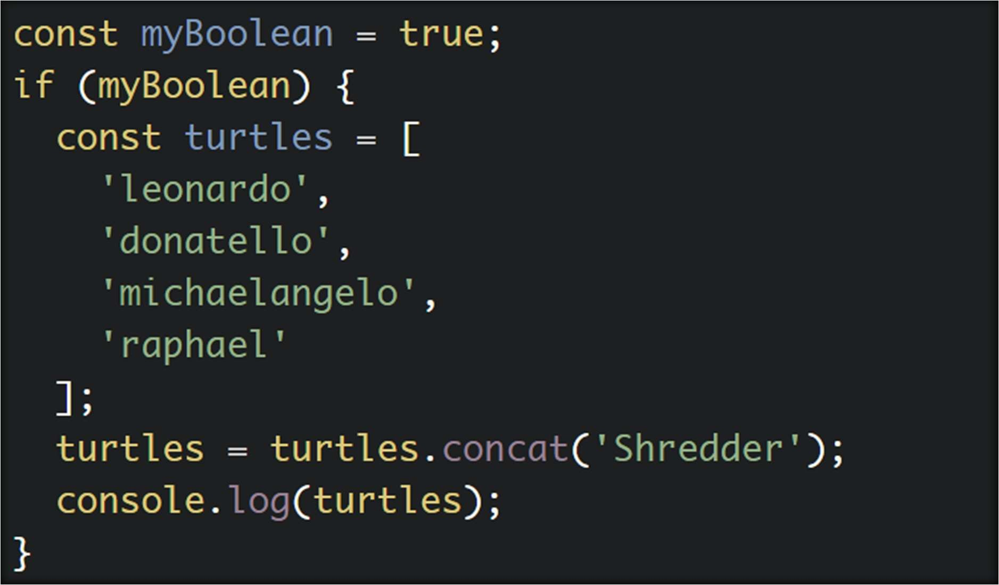 const myBoolean = true;
if (myBoolean) {
  const turtles = [
    'leonardo',
    'donatello',
    'michaelangelo',
    'raphael'
  ];
  turtles = turtles.concat('Shredder');
  console.log(turtles);
}